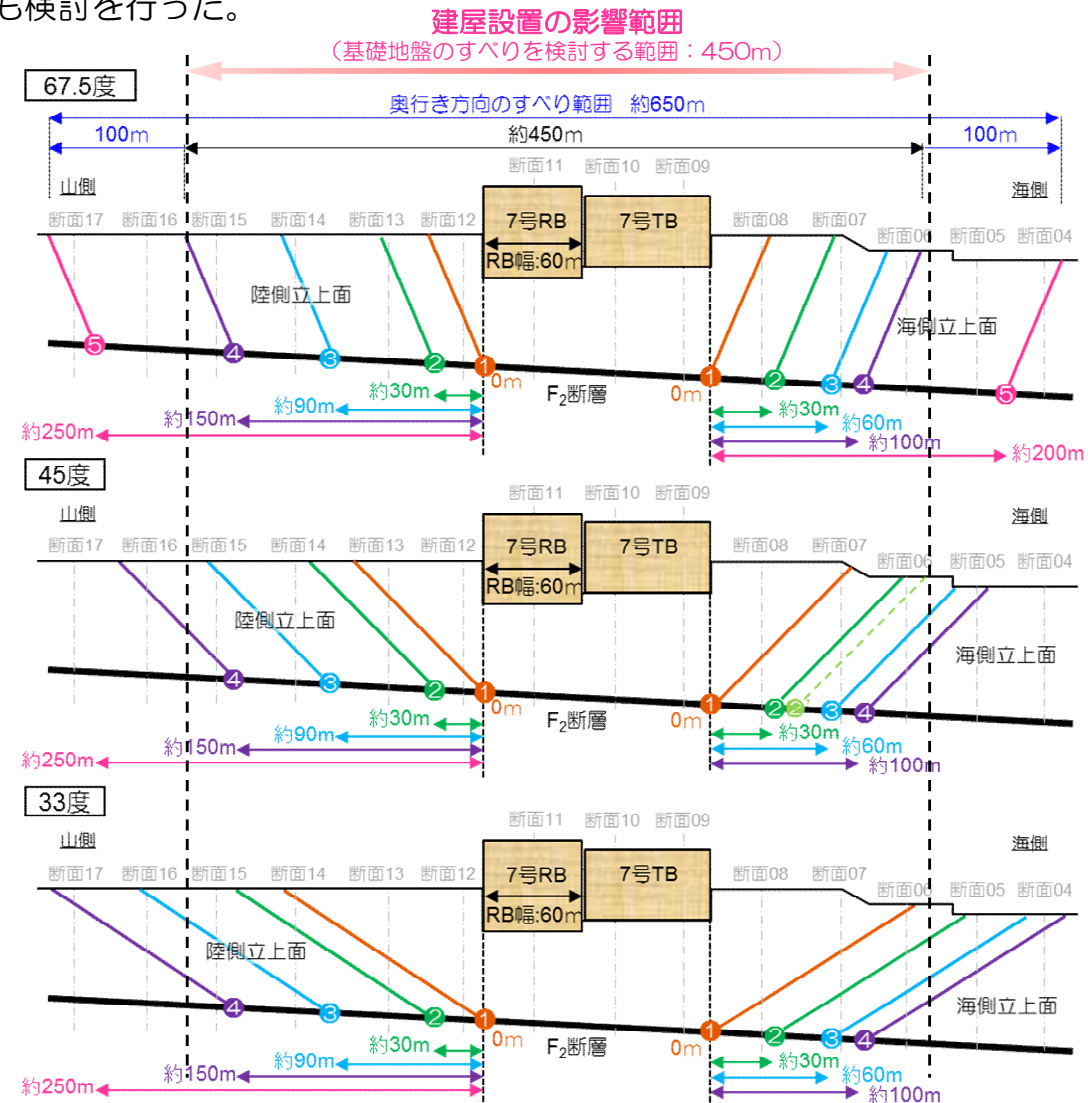 も検討を行った。
建屋設置の影響範囲
（基礎地盤のすべりを検討する範囲：450m）
67.5度
奥行き方向のすべり範囲 約650m
100m
約450m
100m
断面11 断面10 断面09
山側
海側
断面17 断面16 断面15 断面14 断面13 断面12
7号RB
7号TB
断面08 断面07
断面06 断面05 断面04
RB幅:60m
陸側立上面
海側立上面
5 4 3 2 1
1 2 3 4 5
0m
F2断層
0m
約30m
約30m
約90m
約60m
約150m
約100m
約250m
約200m
45度
断面11 断面10 断面09
山側
海側
断面17 断面16 断面15 断面14 断面13 断面12
7号RB
7号TB
断面08 断面07
断面06 断面05 断面04
RB幅:60m
陸側立上面
海側立上面
4 3 2 1
1 2 2 3 4
0m
F2断層
0m
約30m
約30m
約90m
約60m
約150m
約100m
約250m
33度
断面11 断面10 断面09
山側
海側
断面17 断面16 断面15 断面14 断面13 断面12
7号RB
7号TB
断面08 断面07
断面06 断面05 断面04
RB幅:60m
陸側立上面
海側立上面
4 3 2 1
1 2 3 4
0m
F2断層
0m
約30m
約30m
約90m
約60m
約150m
約100m
約250m